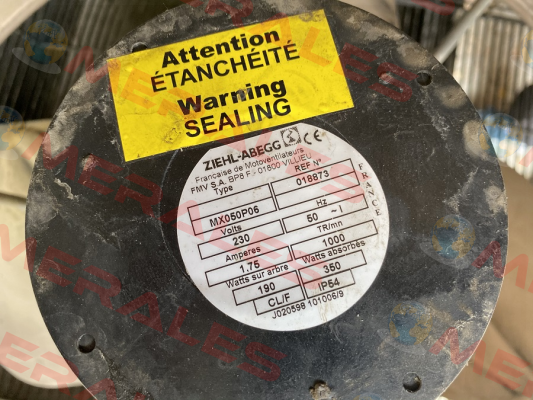 Attention
ÉTANCHÉITÉ
Warning
SEALING
ZIEHL-ABEGG CE
Francaise de Motoventilateurs
FMV S.A. BP8 F - 01800 VILLIEU
Type REF N°
MX050P06 018873
Volts Hz
230 50 ~ I
Amperes TR/mn
1.75 1000
Watts sur arbre Watts absorbes
190 350
CL/F IP54
J020598 101006/9
FRANCE
MERALES